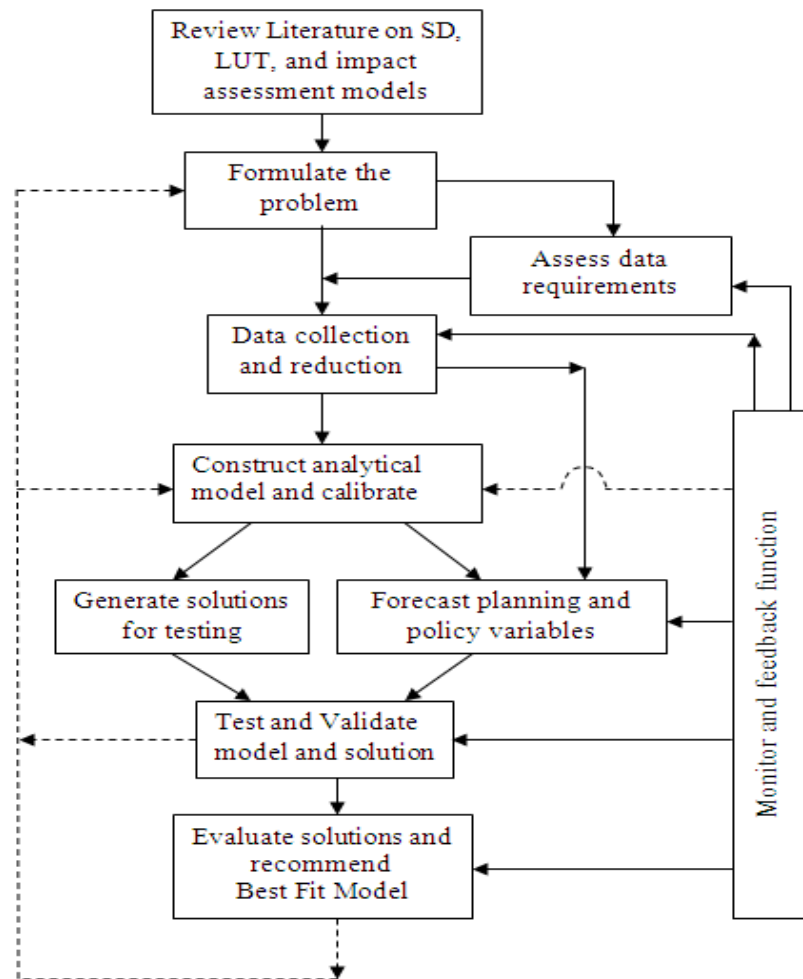 Review Literature on SD,
LUT, and impact
assessment models
Formulate the
problem
Assess data
requirements
Data collection
and reduction
Construct analytical
model and calibrate
Generate solutions
for testing
Forecast planning and
policy variables
Test and Validate
model and solution
Evaluate solutions and
recommend
Best Fit Model
Monitor and feedback function